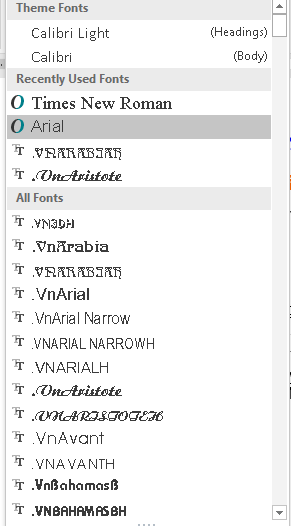 Theme Fonts
Calibri Light (Headings)
Calibri (Body)
Recently Used Fonts
Times New Roman
Arial
.VNARABIAH
.VnAristote
All Fonts
.VN3DH
.VnArabia
.VNARABIAH
.VnArial
.VnArial Narrow
.VNARIAL NARROWH
.VNARIALH
.VnAristote
.VNARISTOTEH
.VnAvant
.VNAVANTH
.VnBahamasB
.VNBAHAMASBH